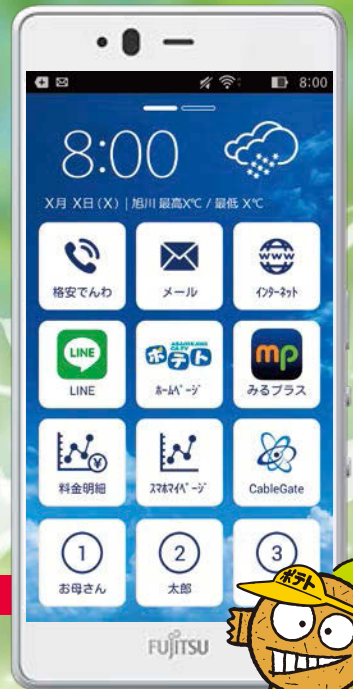 8:00
8:00
X月 X日(X) | 旭川 最高X℃ / 最低 X℃
格安でんわ
メール
www
インターネット
LINE
LINE
ポテト
ホームページ
mp
みるプラス
¥
料金明細
スマホマイページ
CableGate
1
お母さん
2
太郎
3
ポテト
FUJITSU